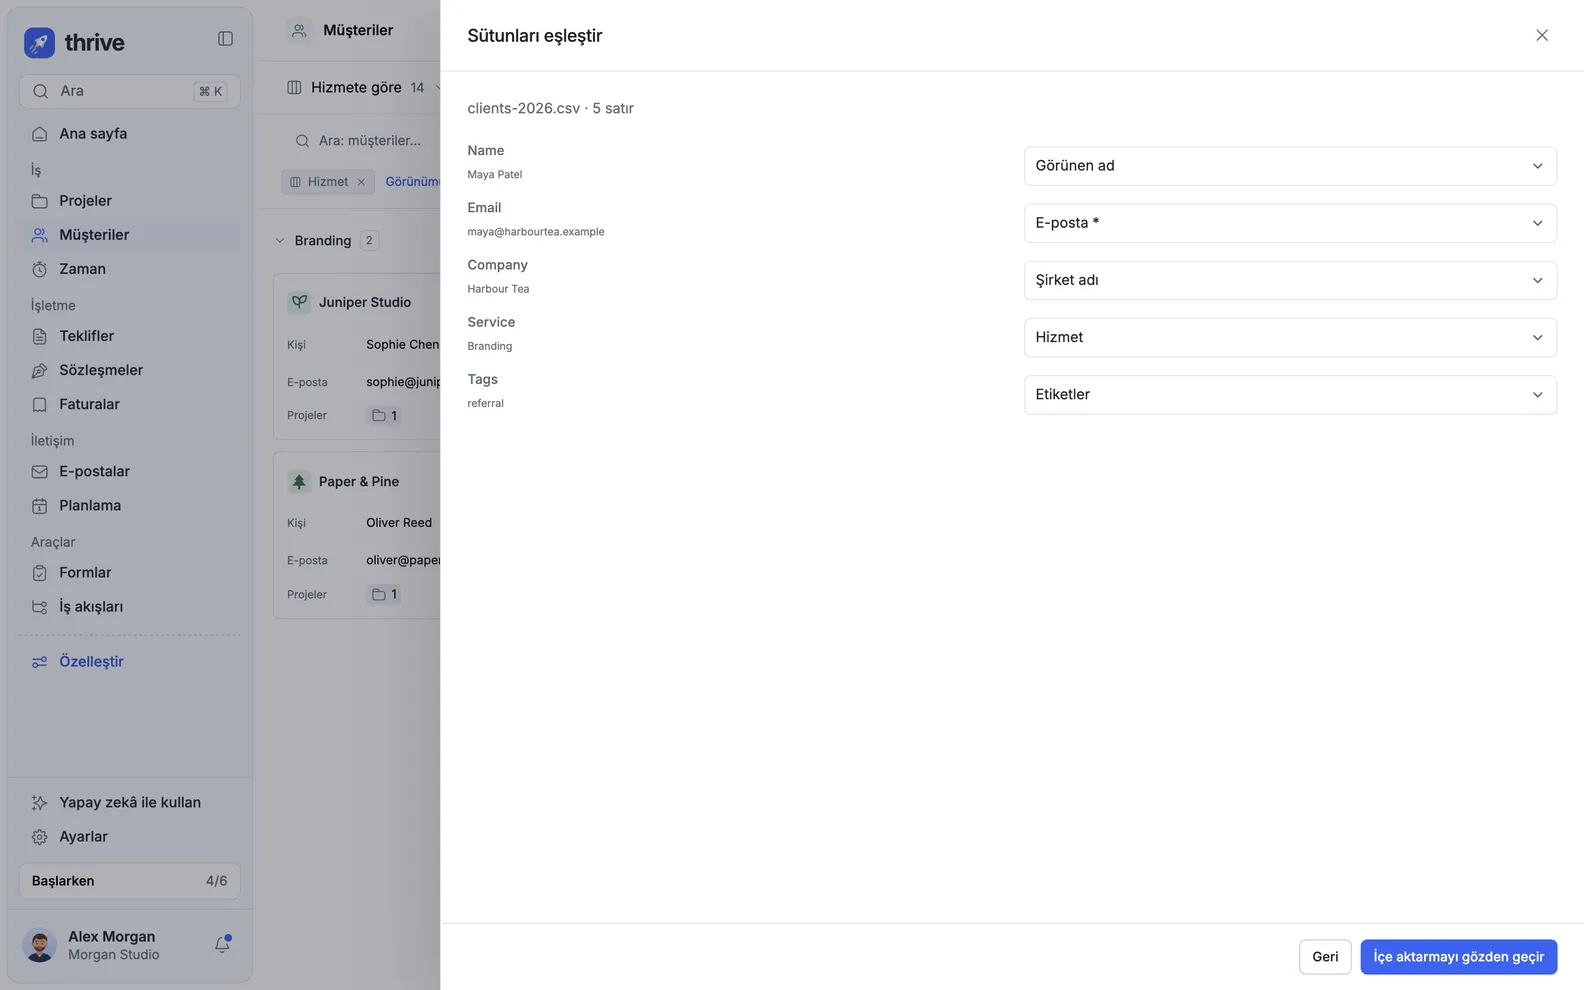 thrive
Ara
⌘ K
Ana sayfa
İş
Projeler
Müşteriler
Zaman
İşletme
Teklifler
Sözleşmeler
Faturalar
İletişim
E-postalar
Planlama
Araçlar
Formlar
İş akışları
Özelleştir
Yapay zekâ ile kullan
Ayarlar
Başlarken 4/6
Alex Morgan
Morgan Studio
Müşteriler
Hizmete göre 14
Ara: müşteriler...
Hizmet
Branding 2
Juniper Studio
Kişi Sophie Chen
E-posta
Projeler 1
Paper & Pine
Kişi Oliver Reed
E-posta
Projeler 1
Sütunları eşleştir
clients-2026.csv · 5 satır
Name
Maya Patel
Görünen ad
Email
maya@harbourtea.example
E-posta *
Company
Harbour Tea
Şirket adı
Service
Branding
Hizmet
Tags
referral
Etiketler
Geri
İçe aktarmayı gözden geçir